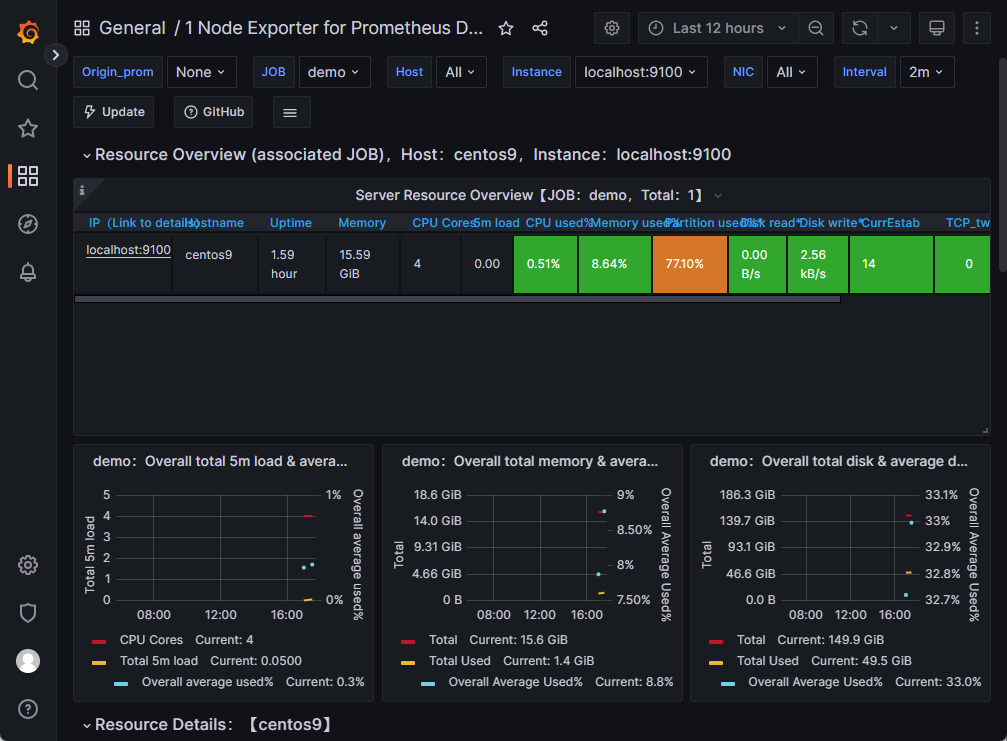 General / 1 Node Exporter for Prometheus D... Last 12 hours
Origin_prom None JOB demo Host All Instance localhost:9100 NIC All Interval 2m
Update GitHub
Resource Overview (associated JOB)，Host：centos9，Instance：localhost:9100
i
Server Resource Overview【JOB：demo，Total：1】
IP（Link to details） Hostname Uptime Memory CPU Cores 5m load CPU used% Memory used% Partition used%* Disk read* Disk write* CurrEstab TCP_tw
localhost:9100 centos9 1.59 hour 15.59 GiB 4 0.00 0.51% 8.64% 77.10% 0.00 B/s 2.56 kB/s 14 0
demo：Overall total 5m load & avera...
5
4
3
2
1
0
Total 5m load
1%
0%
Overall average used%
08:00 12:00 16:00
CPU Cores Current: 4
Total 5m load Current: 0.0500
Overall average used% Current: 0.3%
demo：Overall total memory & avera...
18.6 GiB
14.0 GiB
9.31 GiB
4.66 GiB
0 B
Total
9%
8.50%
8%
7.50%
Overall Average Used%
08:00 12:00 16:00
Total Current: 15.6 GiB
Total Used Current: 1.4 GiB
Overall Average Used% Current: 8.8%
demo：Overall total disk & average d...
186.3 GiB
139.7 GiB
93.1 GiB
46.6 GiB
0.0 B
Total
33.1%
33%
32.9%
32.8%
32.7%
Overall Average Used%
08:00 12:00 16:00
Total Current: 149.9 GiB
Total Used Current: 49.5 GiB
Overall Average Used% Current: 33.0%
Resource Details：【centos9】